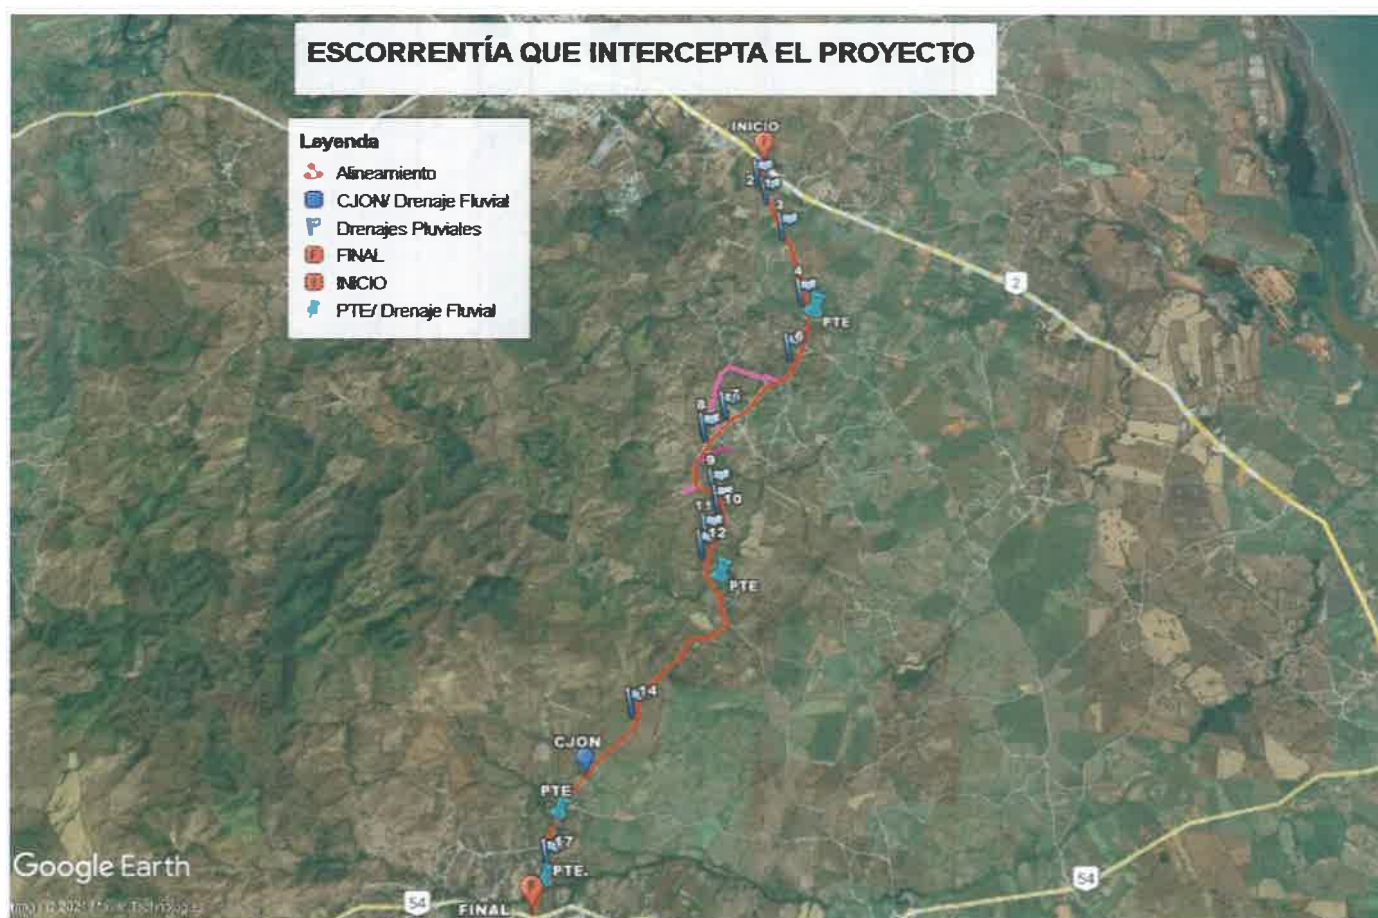 ESCORRENTÍA QUE INTERCEPTA EL PROYECTO
Leyenda
Alineamiento
CJON/ Drenaje Fluvial
Drenajes Pluviales
FINAL
INICIO
PTE/ Drenaje Fluvial
INICIO
2
3
4
PTE
6
7
8
9
10
11
12
PTE
14
CJON
PTE
17
PTE.
FINAL
2
54
54
Google Earth